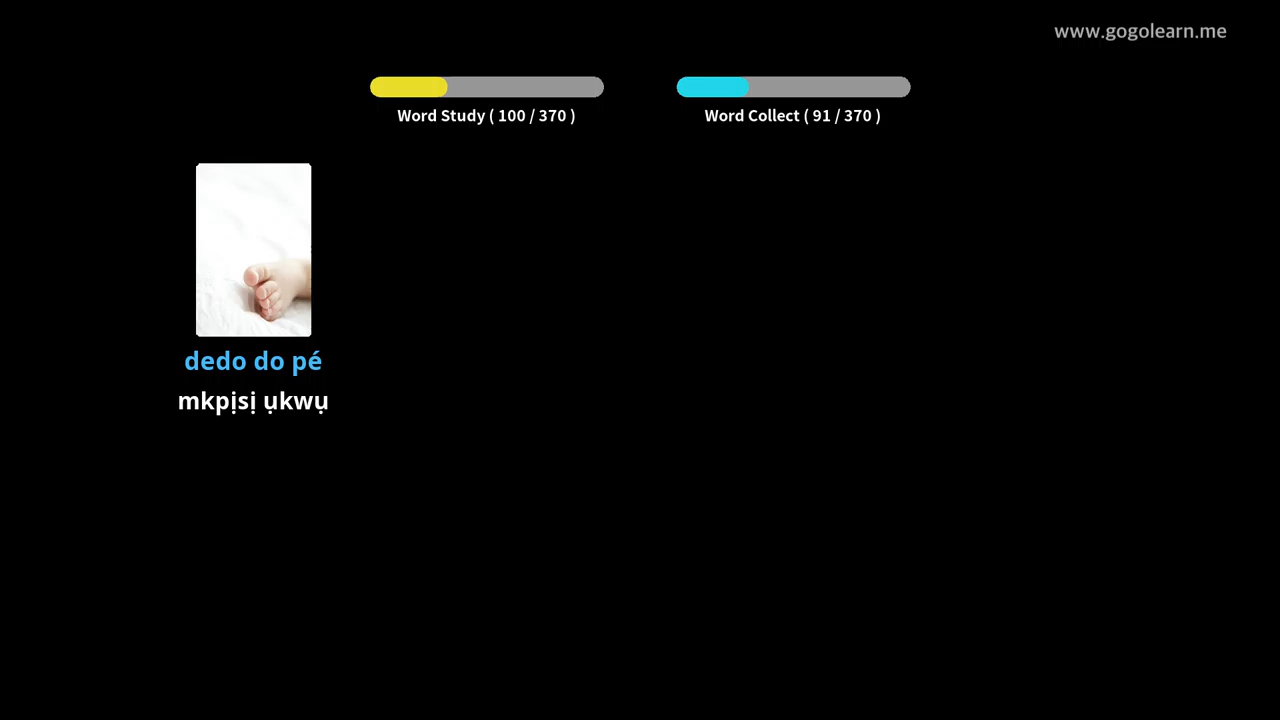 www.gogolearn.me
Word Study ( 100 / 370 )
Word Collect ( 91 / 370 )
dedo do pé
mkpịsị ụkwụ